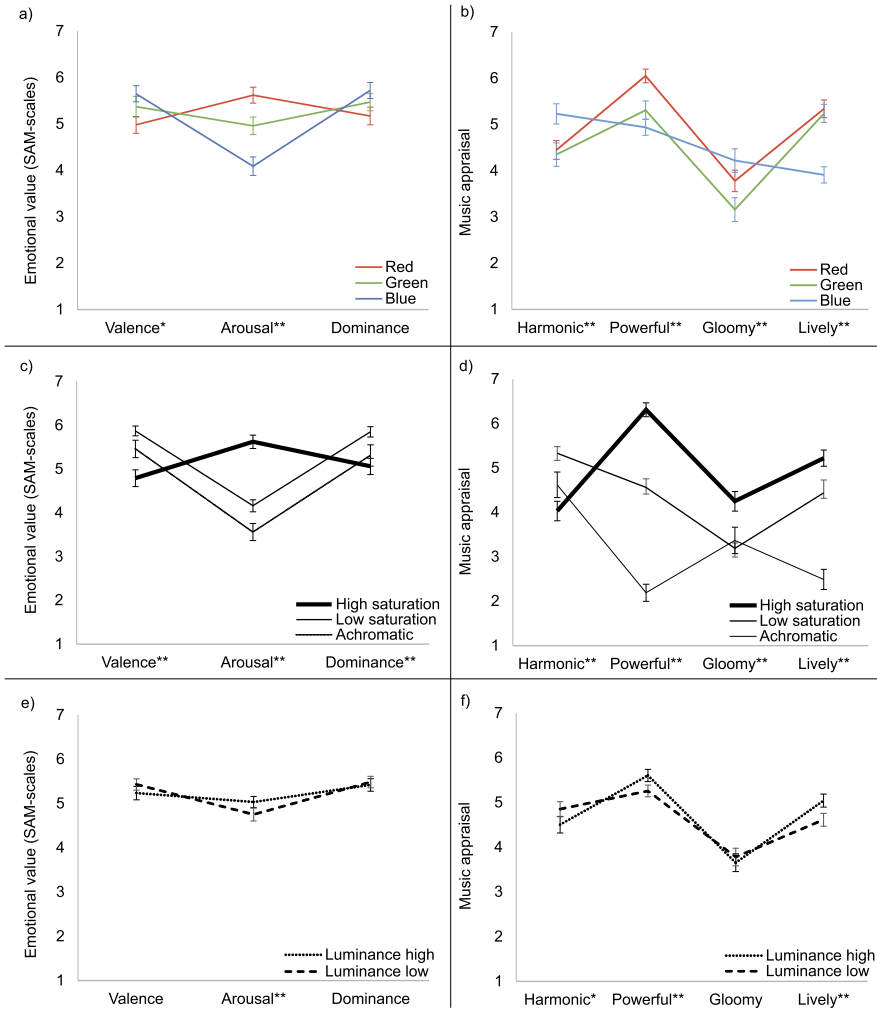 a)
7
6
5
4
3
2
1
Emotional value (SAM-scales)
Red
Green
Blue
Valence* Arousal** Dominance
b)
7
6
5
4
3
2
1
Music appraisal
Red
Green
Blue
Harmonic** Powerful** Gloomy** Lively**
c)
7
6
5
4
3
2
1
Emotional value (SAM-scales)
High saturation
Low saturation
Achromatic
Valence** Arousal** Dominance**
d)
7
6
5
4
3
2
1
Music appraisal
High saturation
Low saturation
Achromatic
Harmonic** Powerful** Gloomy** Lively**
e)
7
6
5
4
3
2
1
Emotional value (SAM-scales)
Luminance high
Luminance low
Valence Arousal** Dominance
f)
7
6
5
4
3
2
1
Music appraisal
Luminance high
Luminance low
Harmonic* Powerful** Gloomy Lively**